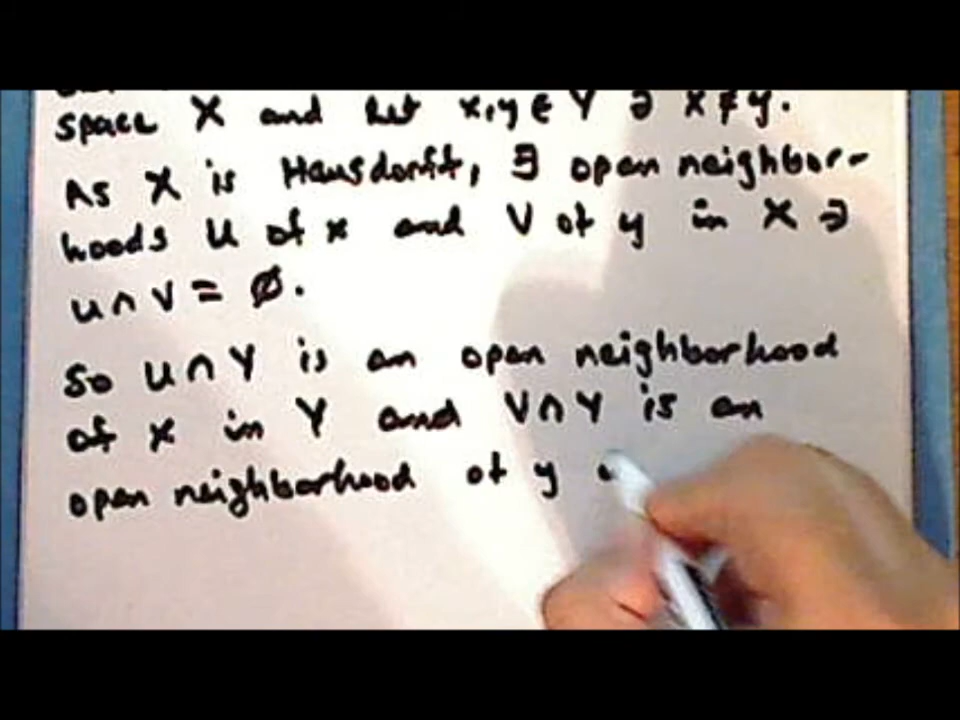 space X and let x,y ∈ Y ∋ x ≠ y.
As X is Hausdorff, ∃ open neighbor-
hoods U of x and V of y in X ∋
U ∩ V = Ø.
So U ∩ Y is an open neighborhood
of x in Y and V ∩ Y is an
open neighborhood of y